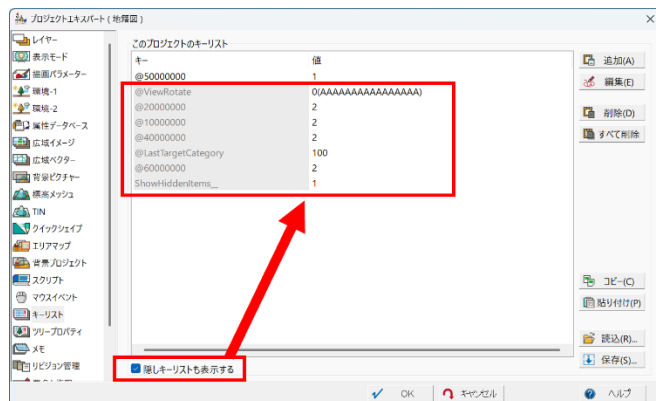 プロジェクトエキスパート ( 地籍図 )
レイヤー
表示モード
描画パラメーター
環境-1
環境-2
属性データベース
広域イメージ
広域ベクター
背景ピクチャー
標高メッシュ
TIN
クイックシェイプ
エリアマップ
背景プロジェクト
スクリプト
マウスイベント
キーリスト
ツリープロパティ
メモ
リビジョン管理
このプロジェクトのキーリスト
キー 値
@50000000 1
@ViewRotate 0(AAAAAAAAAAAAAAAA)
@20000000 2
@10000000 2
@40000000 2
@LastTargetCategory 100
@60000000 2
ShowHiddenItems__ 1
隠しキーリストも表示する
追加(A)
編集(E)
削除(D)
すべて削除
コピー(C)
貼り付け(P)
読込(R)...
保存(S)...
OK キャンセル ヘルプ